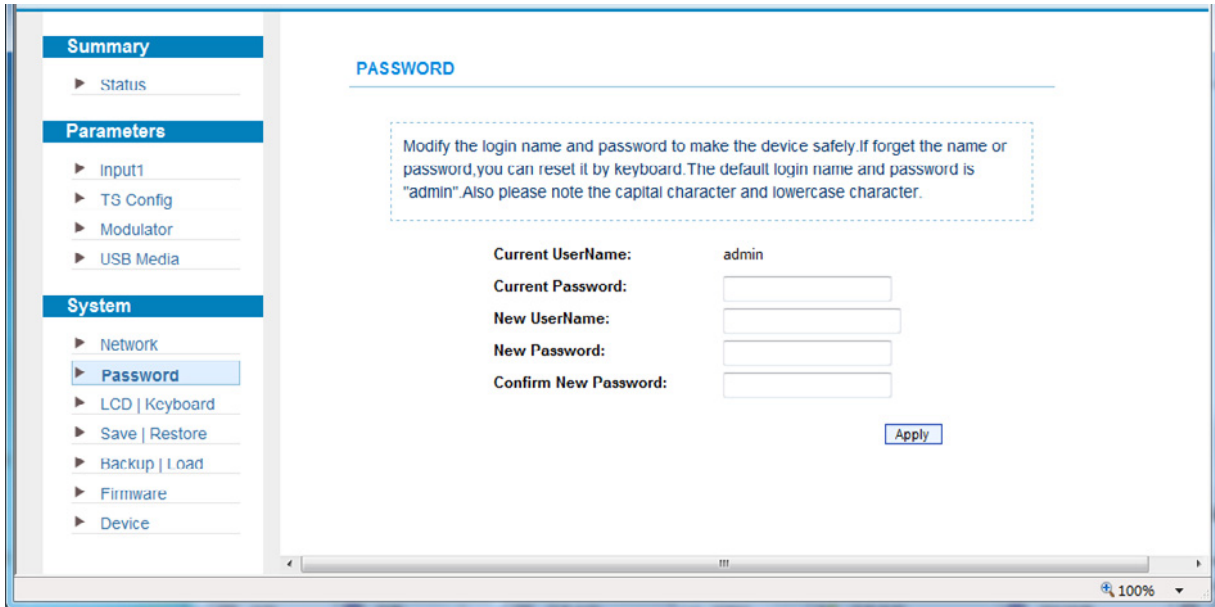 Summary
Status
Parameters
Input1
TS Config
Modulator
USB Media
System
Network
Password
LCD | Keyboard
Save | Restore
Backup | Load
Firmware
Device
PASSWORD
Modify the login name and password to make the device safely.If forget the name or
password,you can reset it by keyboard.The default login name and password is
"admin".Also please note the capital character and lowercase character.
Current UserName: admin
Current Password:
New UserName:
New Password:
Confirm New Password:
Apply
100%